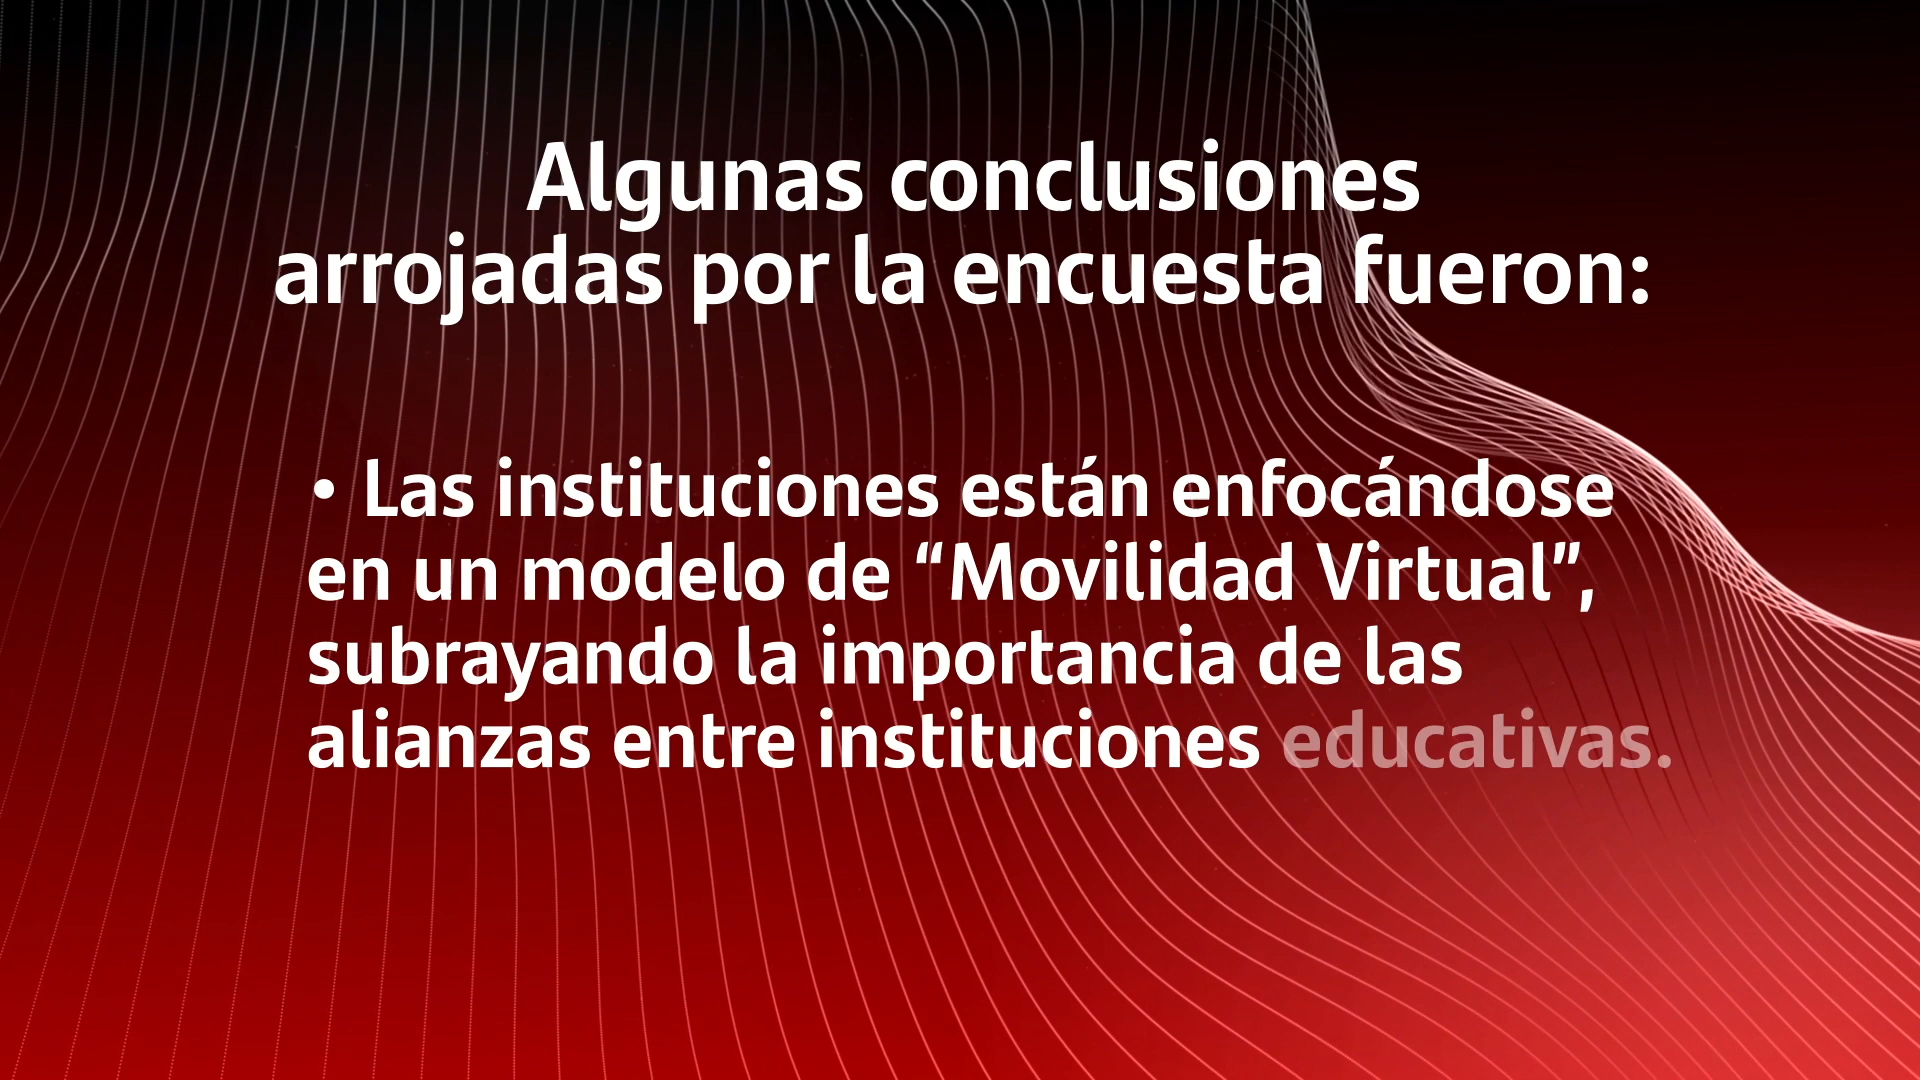 Algunas conclusiones
arrojadas por la encuesta fueron:
• Las instituciones están enfocándose
en un modelo de “Movilidad Virtual”,
subrayando la importancia de las
alianzas entre instituciones educativas.